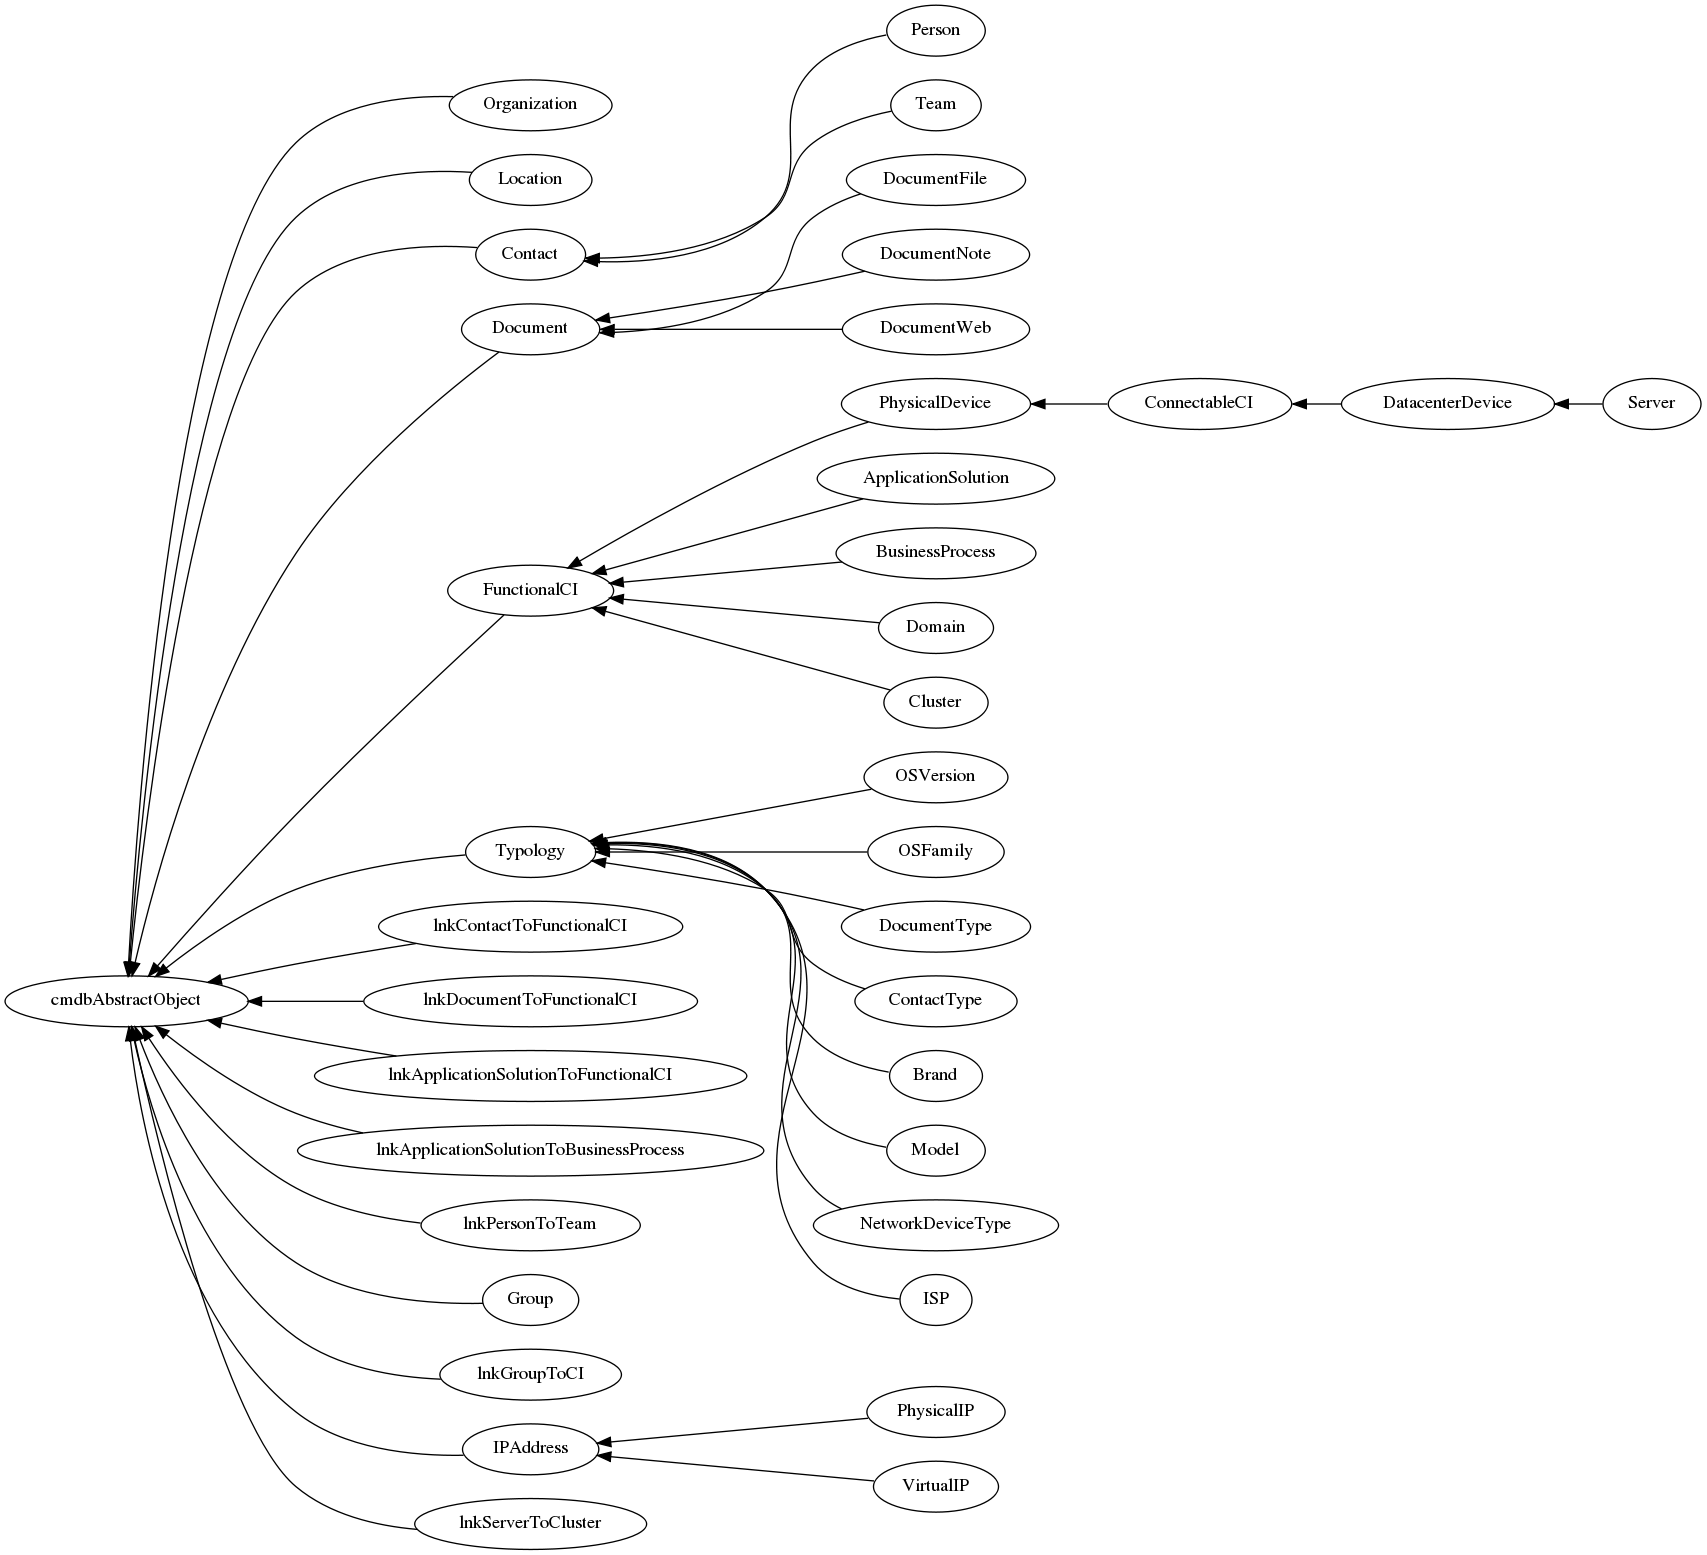 Person
Organization
Team
Location
DocumentFile
Contact
DocumentNote
Document
DocumentWeb
PhysicalDevice
ConnectableCI
DatacenterDevice
Server
ApplicationSolution
BusinessProcess
FunctionalCI
Domain
Cluster
OSVersion
Typology
OSFamily
lnkContactToFunctionalCI
DocumentType
cmdbAbstractObject
lnkDocumentToFunctionalCI
ContactType
lnkApplicationSolutionToFunctionalCI
Brand
lnkApplicationSolutionToBusinessProcess
Model
lnkPersonToTeam
NetworkDeviceType
Group
ISP
lnkGroupToCI
PhysicalIP
IPAddress
VirtualIP
lnkServerToCluster